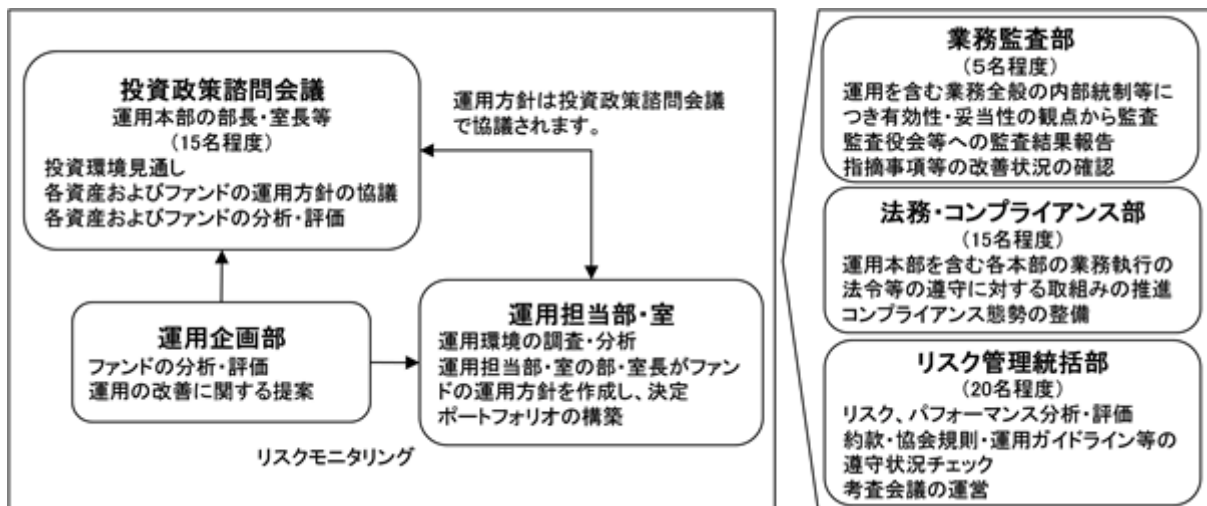 投資政策諮問会議
運用本部の部長・室長等
(15名程度)
投資環境見通し
各資産およびファンドの運用方針の協議
各資産およびファンドの分析・評価
運用方針は投資政策諮問会議
で協議されます。
運用企画部
ファンドの分析・評価
運用の改善に関する提案
運用担当部・室
運用環境の調査・分析
運用担当部・室の部・室長がファン
ドの運用方針を作成し、決定
ポートフォリオの構築
リスクモニタリング
業務監査部
(5名程度)
運用を含む業務全般の内部統制等に
つき有効性・妥当性の観点から監査
監査役会等への監査結果報告
指摘事項等の改善状況の確認
法務・コンプライアンス部
(15名程度)
運用本部を含む各本部の業務執行の
法令等の遵守に対する取組みの推進
コンプライアンス態勢の整備
リスク管理統括部
(20名程度)
リスク、パフォーマンス分析・評価
約款・協会規則・運用ガイドライン等の
遵守状況チェック
考査会議の運営